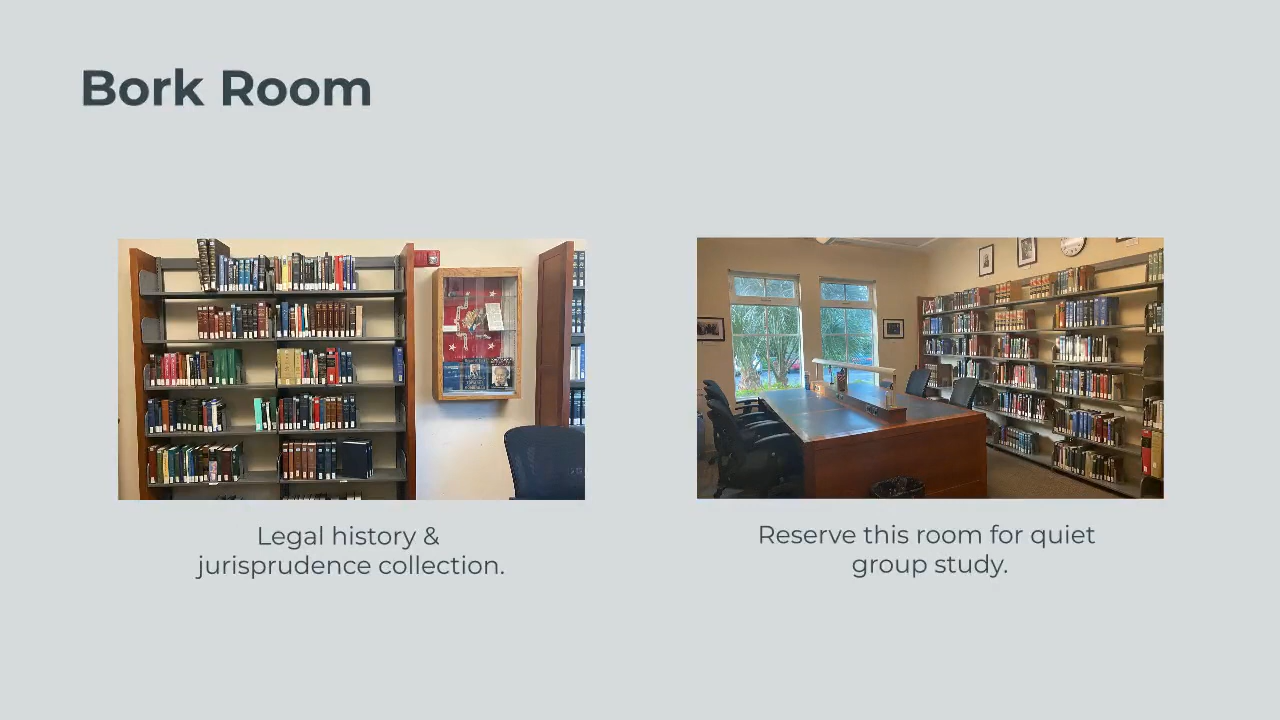 Bork Room
Legal history &
jurisprudence collection.
Reserve this room for quiet
group study.